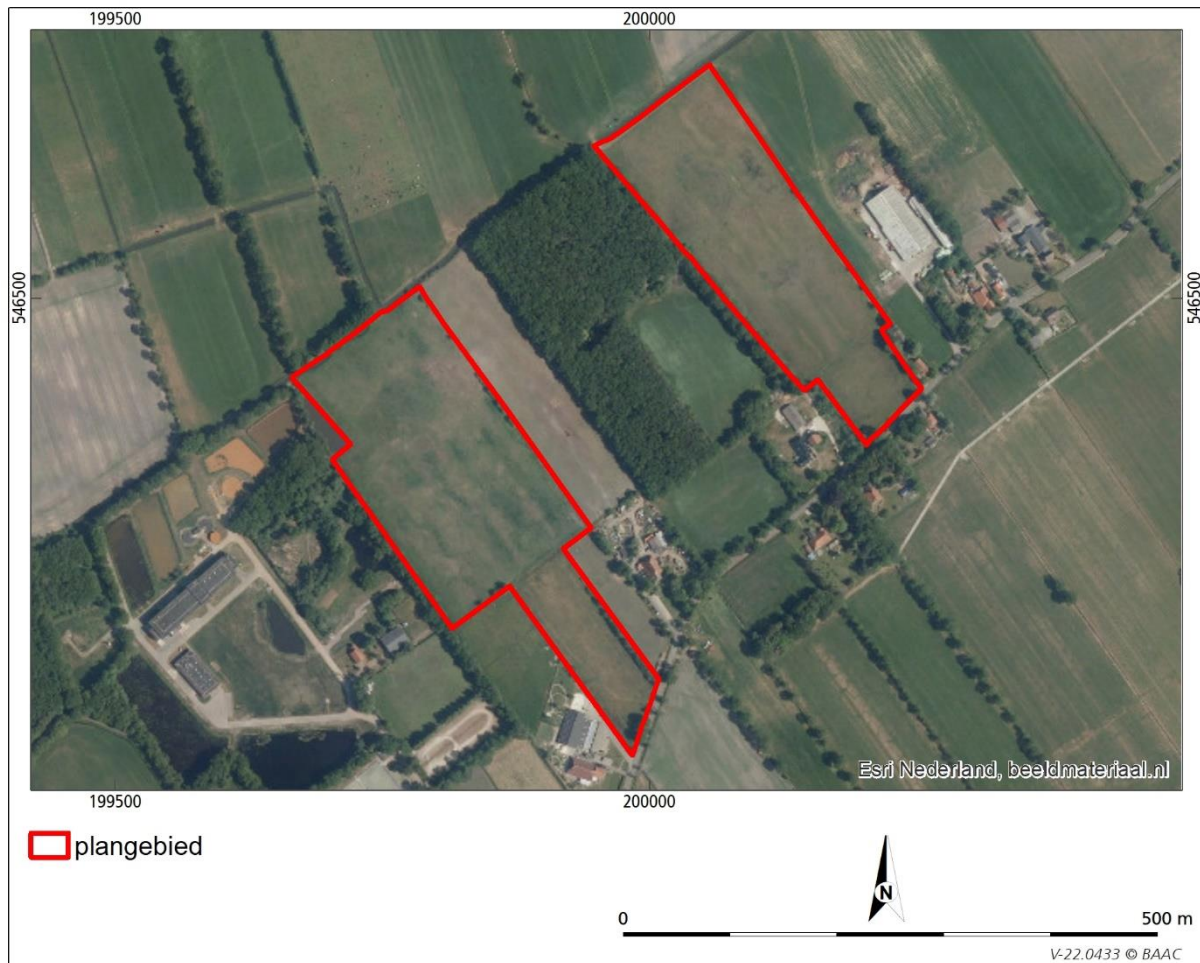 199500 200000
546500 546500
Esri Nederland, beeldmateriaal.nl
199500 200000
plangebied
N
0 500 m
V-22.0433 © BAAC